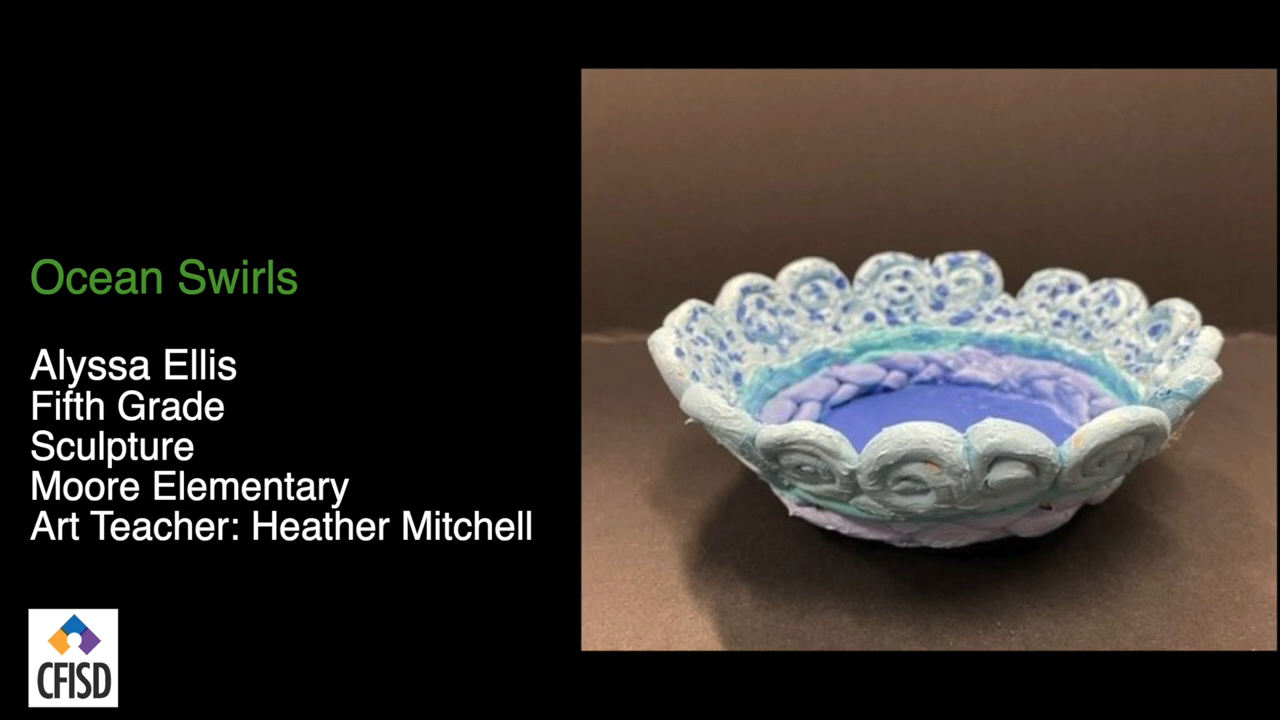 Ocean Swirls
Alyssa Ellis
Fifth Grade
Sculpture
Moore Elementary
Art Teacher: Heather Mitchell
CFISD